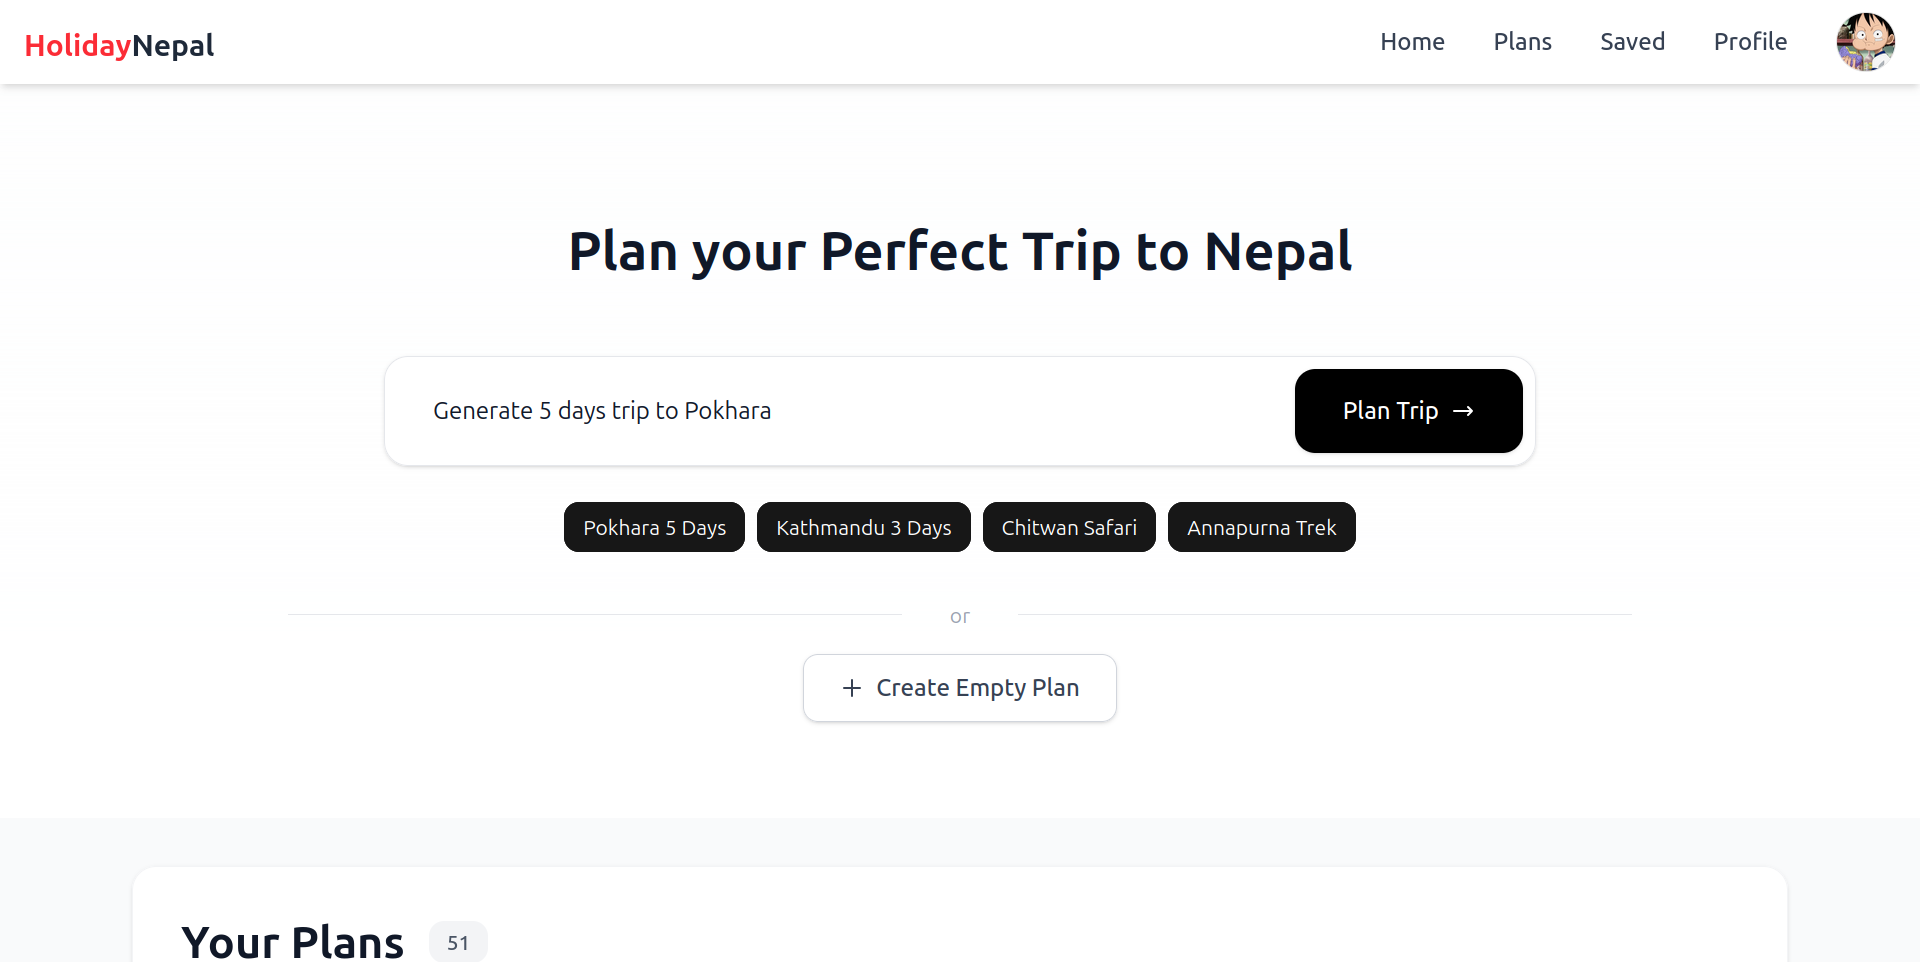 HolidayNepal
Home
Plans
Saved
Profile
Plan your Perfect Trip to Nepal
Generate 5 days trip to Pokhara
Plan Trip →
Pokhara 5 Days
Kathmandu 3 Days
Chitwan Safari
Annapurna Trek
or
+ Create Empty Plan
Your Plans 51